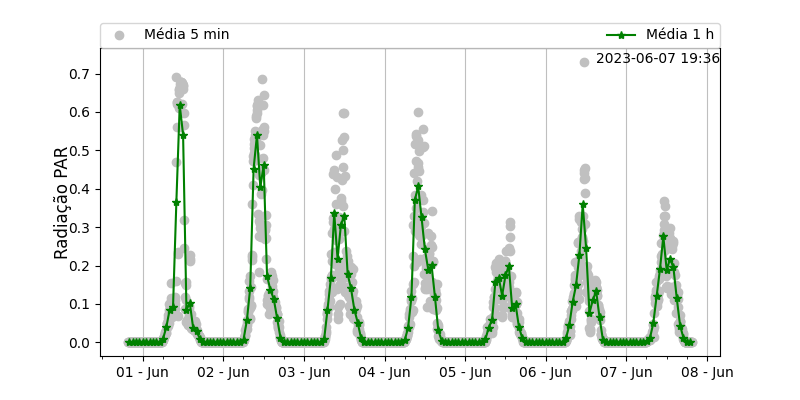 Média 5 min
Média 1 h
2023-06-07 19:36
Radiação PAR
0.7
0.6
0.5
0.4
0.3
0.2
0.1
0.0
01 - Jun
02 - Jun
03 - Jun
04 - Jun
05 - Jun
06 - Jun
07 - Jun
08 - Jun